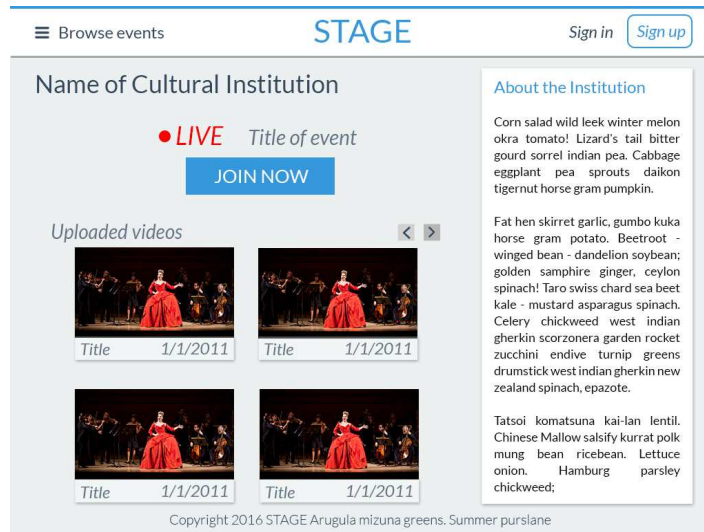 Browse events
STAGE
Sign in
Sign up
Name of Cultural Institution
LIVE
Title of event
JOIN NOW
Uploaded videos
Title 1/1/2011
Title 1/1/2011
Title 1/1/2011
Title 1/1/2011
About the Institution
Corn salad wild leek winter melon
okra tomato! Lizard's tail bitter
gourd sorrel indian pea. Cabbage
eggplant pea sprouts daikon
tigernut horse gram pumpkin.
Fat hen skirret garlic, gumbo kuka
horse gram potato. Beetroot -
winged bean - dandelion soybean;
golden samphire ginger, ceylon
spinach! Taro swiss chard sea beet
kale - mustard asparagus spinach.
Celery chickweed west indian
gherkin scorzonera garden rocket
zucchini endive turnip greens
drumstick west indian gherkin new
zealand spinach, epazote.
Tatsoi komatsuna kai-lan lentil.
Chinese Mallow salsify kurrat polk
mung bean ricebean. Lettuce
onion. Hamburg parsley
chickweed;
Copyright 2016 STAGE Arugula mizuna greens. Summer purslane